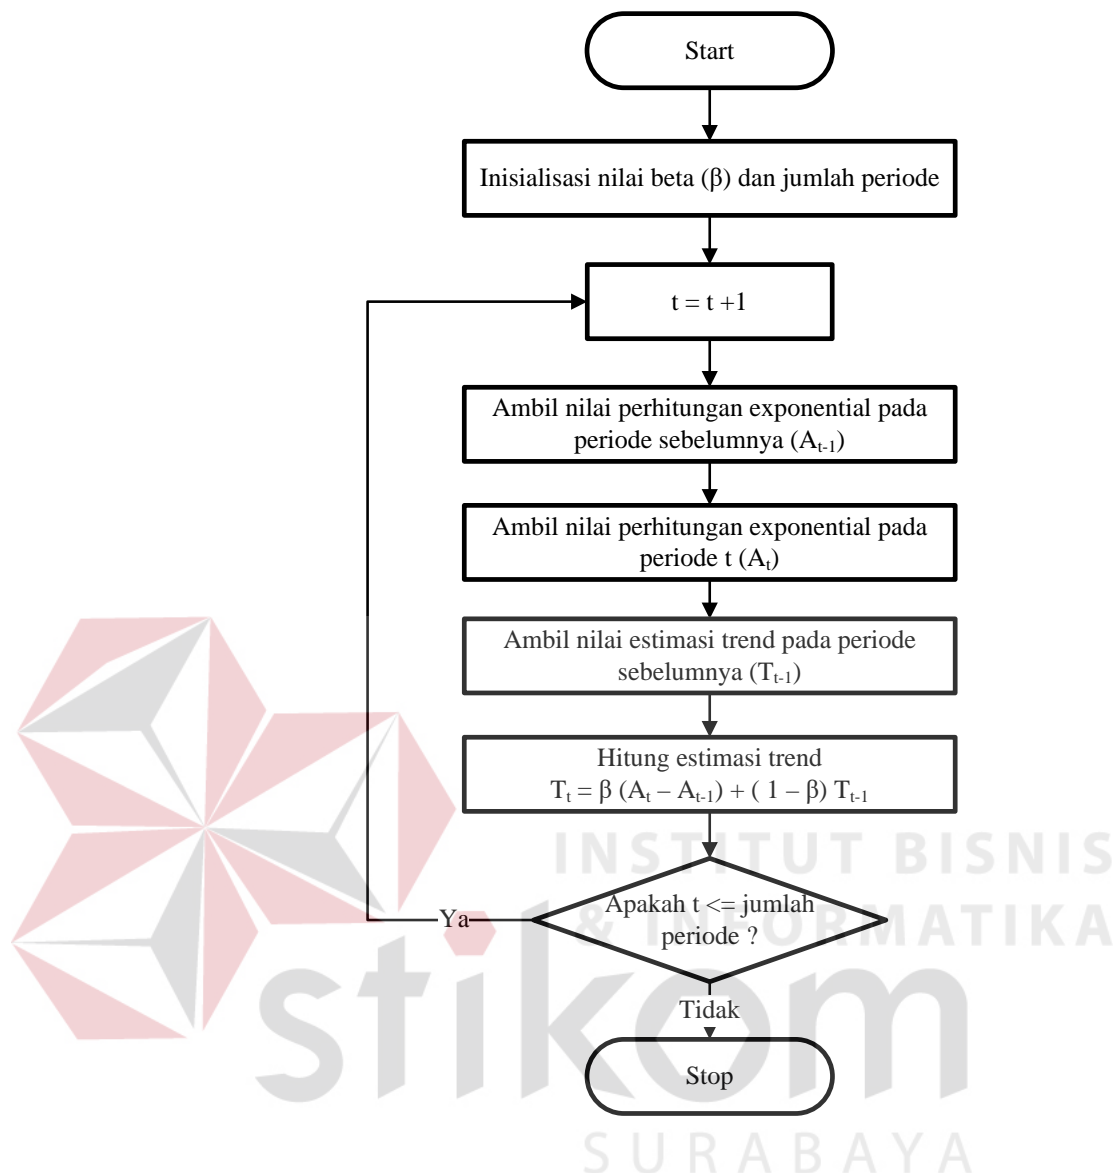 Start
Inisialisasi nilai beta (β) dan jumlah periode
t = t +1
Ambil nilai perhitungan exponential pada
periode sebelumnya (Aₜ₋₁)
Ambil nilai perhitungan exponential pada
periode t (Aₜ)
Ambil nilai estimasi trend pada periode
sebelumnya (Tₜ₋₁)
Hitung estimasi trend
Tₜ = β (Aₜ – Aₜ₋₁) + ( 1 – β) Tₜ₋₁
Apakah t <= jumlah
periode ?
Ya
Tidak
Stop
INSTITUT BISNIS
& INFORMATIKA
stikom
SURABAYA